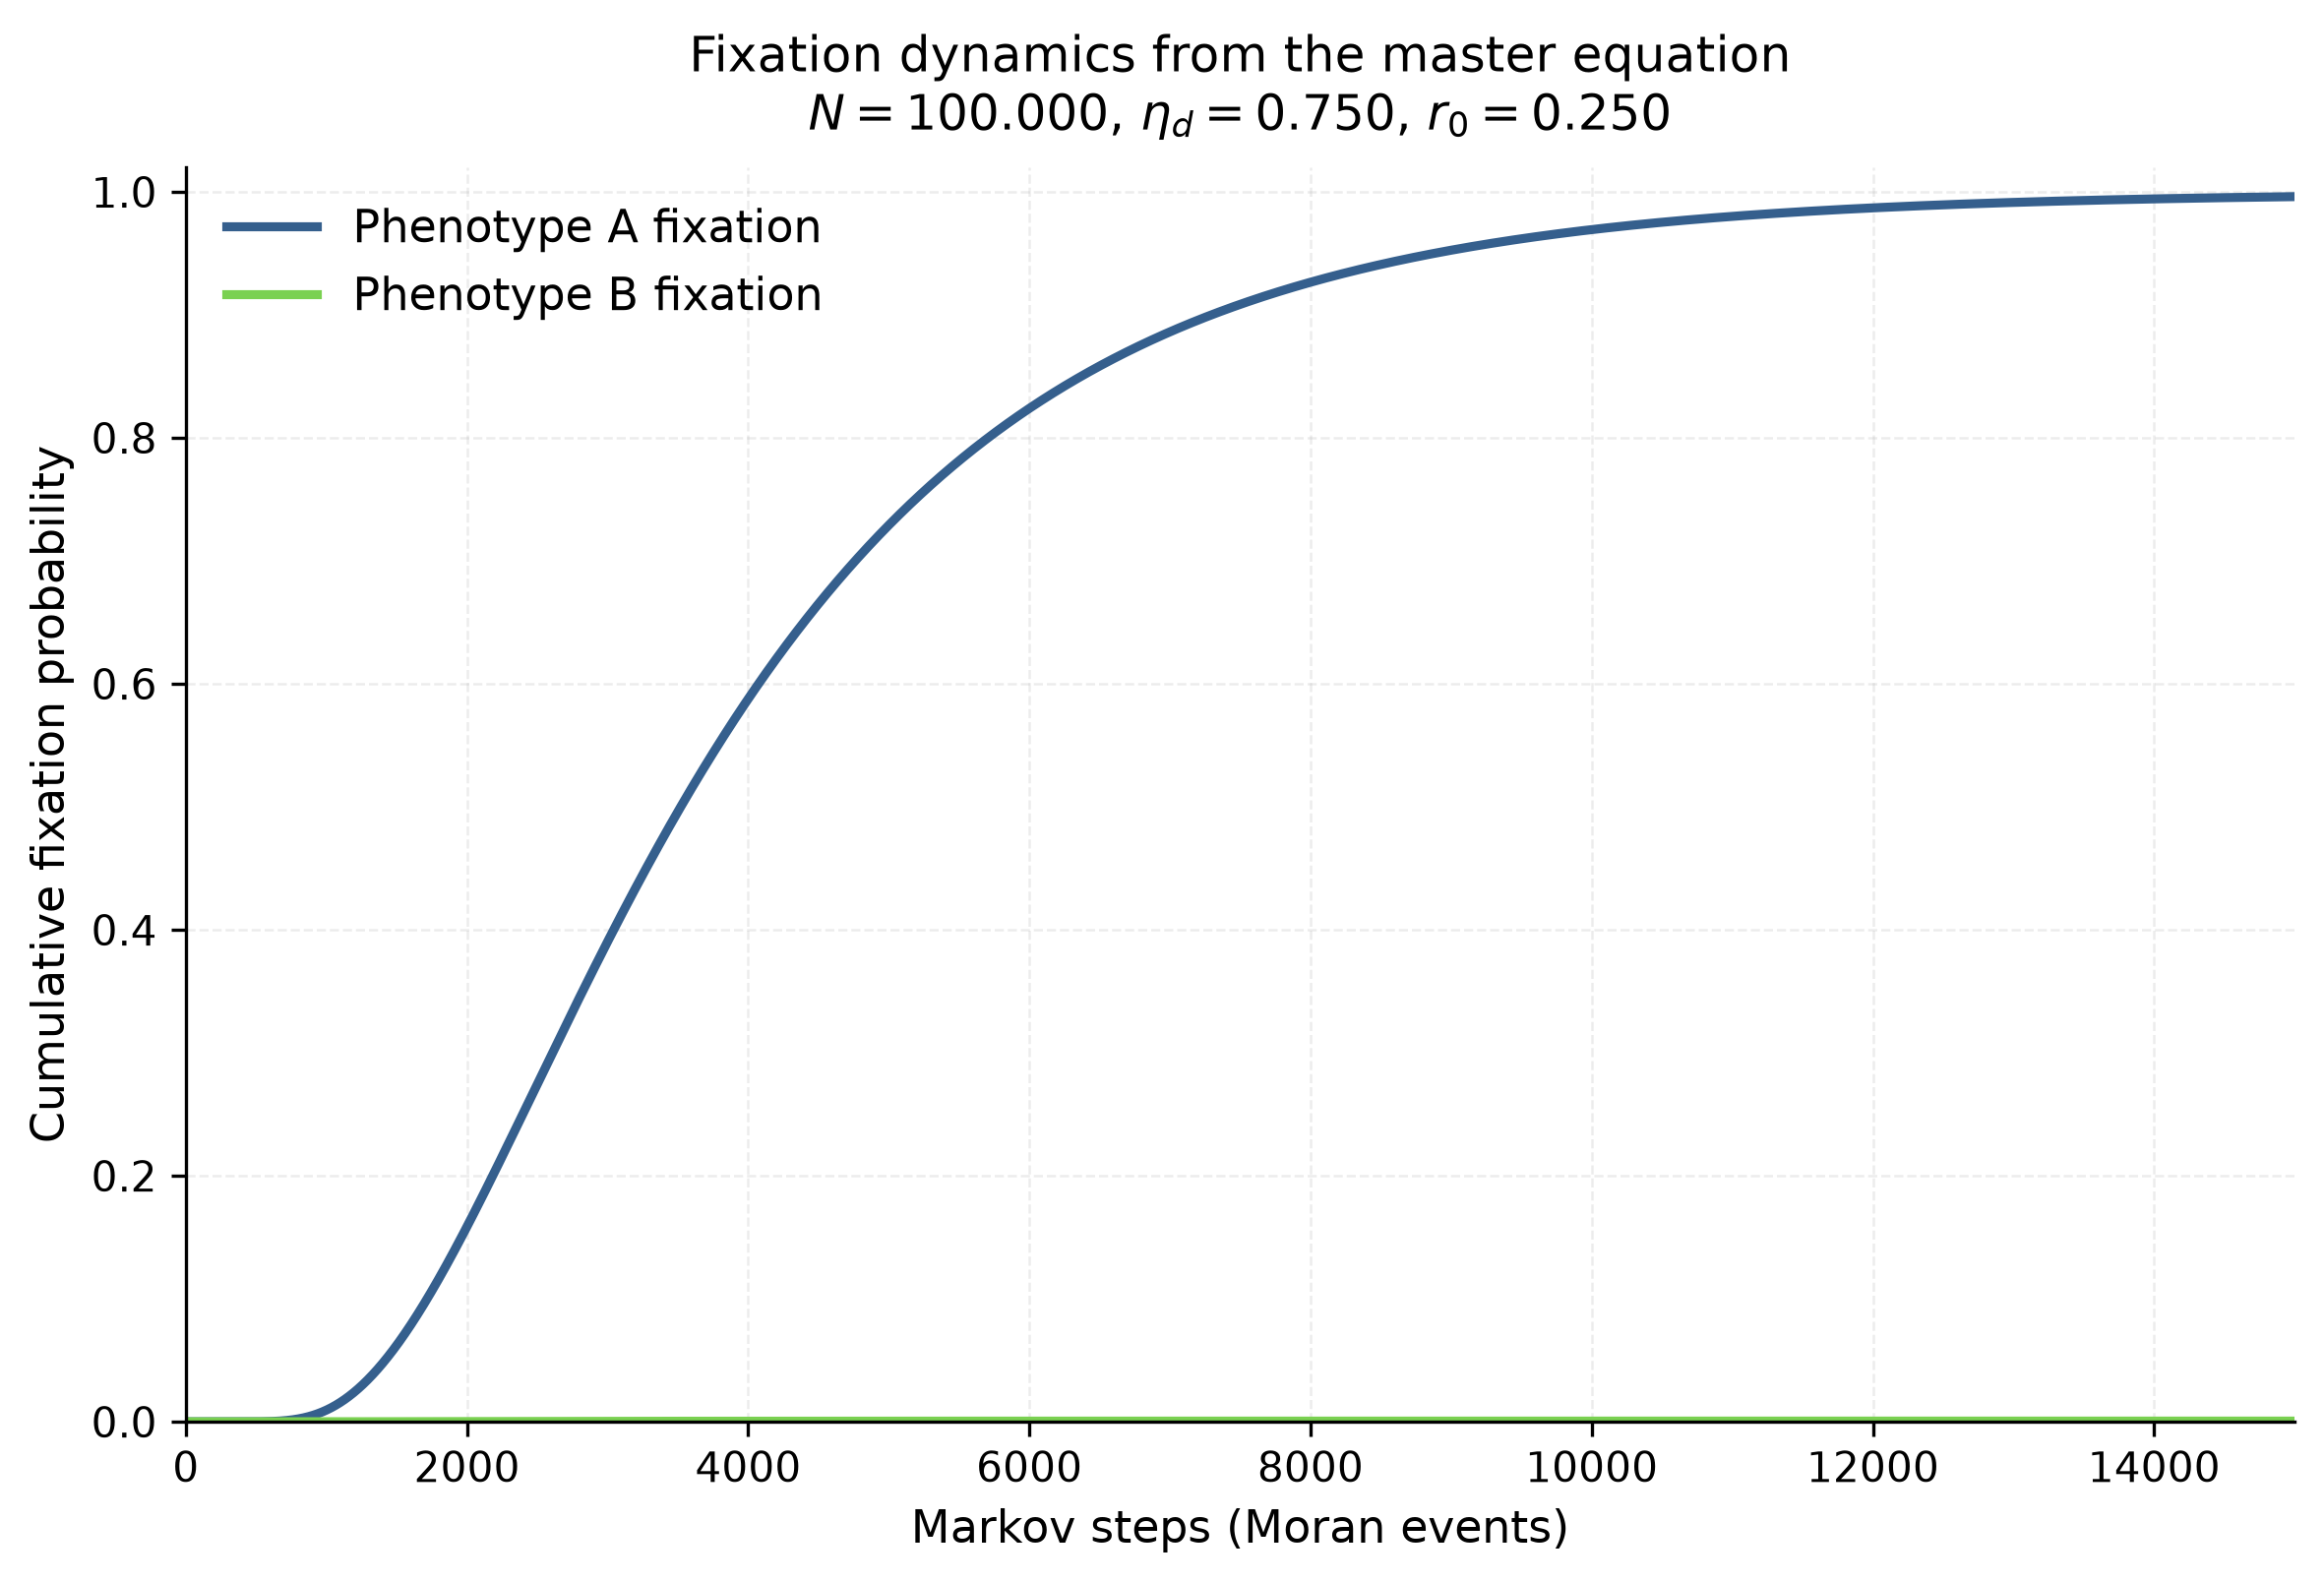 Fixation dynamics from the master equation
N = 100.000, η_d = 0.750, r_0 = 0.250
Phenotype A fixation
Phenotype B fixation
Cumulative fixation probability
1.0
0.8
0.6
0.4
0.2
0.0
0 2000 4000 6000 8000 10000 12000 14000
Markov steps (Moran events)